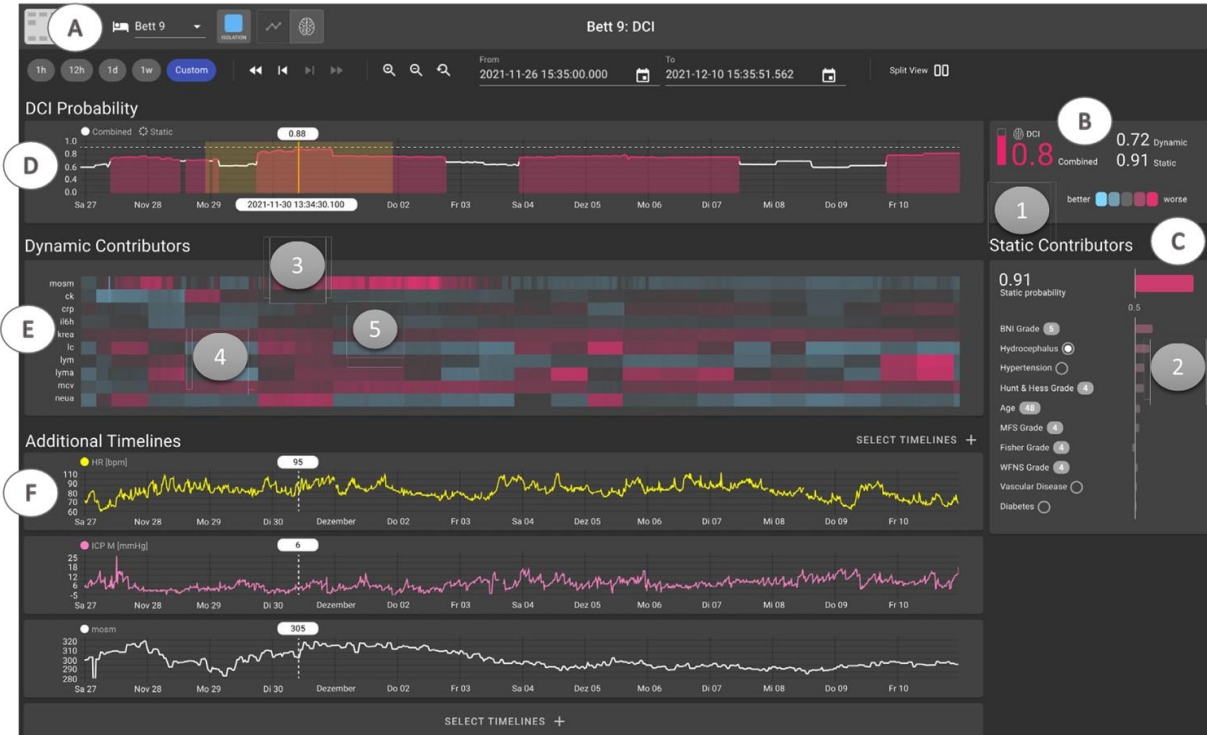 A
Bett 9
ISOLATION
Bett 9: DCI
1h 12h 1d 1w Custom
From
2021-11-26 15:35:00.000
To
2021-12-10 15:35:51.562
Split View
DCI Probability
D
Combined Static
0.88
1.0
0.8
0.6
0.4
0.2
0.0
Sa 27 Nov 28 Mo 29 2021-11-30 13:34:30.100 Do 02 Fr 03 Sa 04 Dez 05 Mo 06 Di 07 Mi 08 Do 09 Fr 10
B
DCI
0.8 Combined
0.72 Dynamic
0.91 Static
better worse
1
Dynamic Contributors
E
3
4
5
mosm
ck
crp
il6h
krea
lc
lym
lyma
mcv
neua
Static Contributors
C
0.91
Static probability
0.5
BNI Grade 5
Hydrocephalus
Hypertension
Hunt & Hess Grade 4
Age 48
MFS Grade 4
Fisher Grade 4
WFNS Grade 4
Vascular Disease
Diabetes
2
Additional Timelines
SELECT TIMELINES +
F
HR [bpm]
95
110
90
80
70
60
Sa 27 Nov 28 Mo 29 Di 30 Dezember Do 02 Fr 03 Sa 04 Dez 05 Mo 06 Di 07 Mi 08 Do 09 Fr 10
ICP M [mmHg]
6
25
18
12
6
-5
Sa 27 Nov 28 Mo 29 Di 30 Dezember Do 02 Fr 03 Sa 04 Dez 05 Mo 06 Di 07 Mi 08 Do 09 Fr 10
mosm
305
320
310
300
290
280
Sa 27 Nov 28 Mo 29 Di 30 Dezember Do 02 Fr 03 Sa 04 Dez 05 Mo 06 Di 07 Mi 08 Do 09 Fr 10
SELECT TIMELINES +